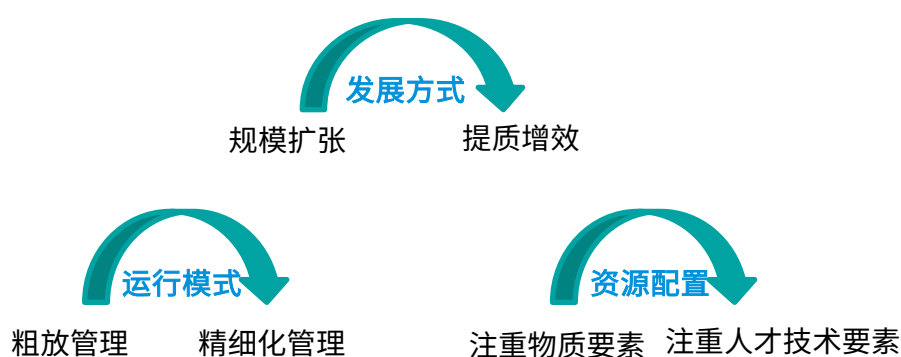 发展方式
规模扩张 提质增效
运行模式 资源配置
粗放管理 精细化管理 注重物质要素 注重人才技术要素